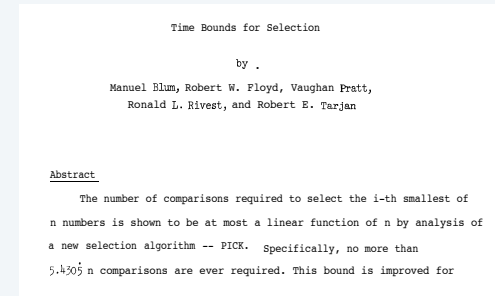 Time Bounds for Selection
by .
Manuel Blum, Robert W. Floyd, Vaughan Pratt,
Ronald L. Rivest, and Robert E. Tarjan
Abstract
The number of comparisons required to select the i-th smallest of
n numbers is shown to be at most a linear function of n by analysis of
a new selection algorithm -- PICK. Specifically, no more than
5.4305 n comparisons are ever required. This bound is improved for